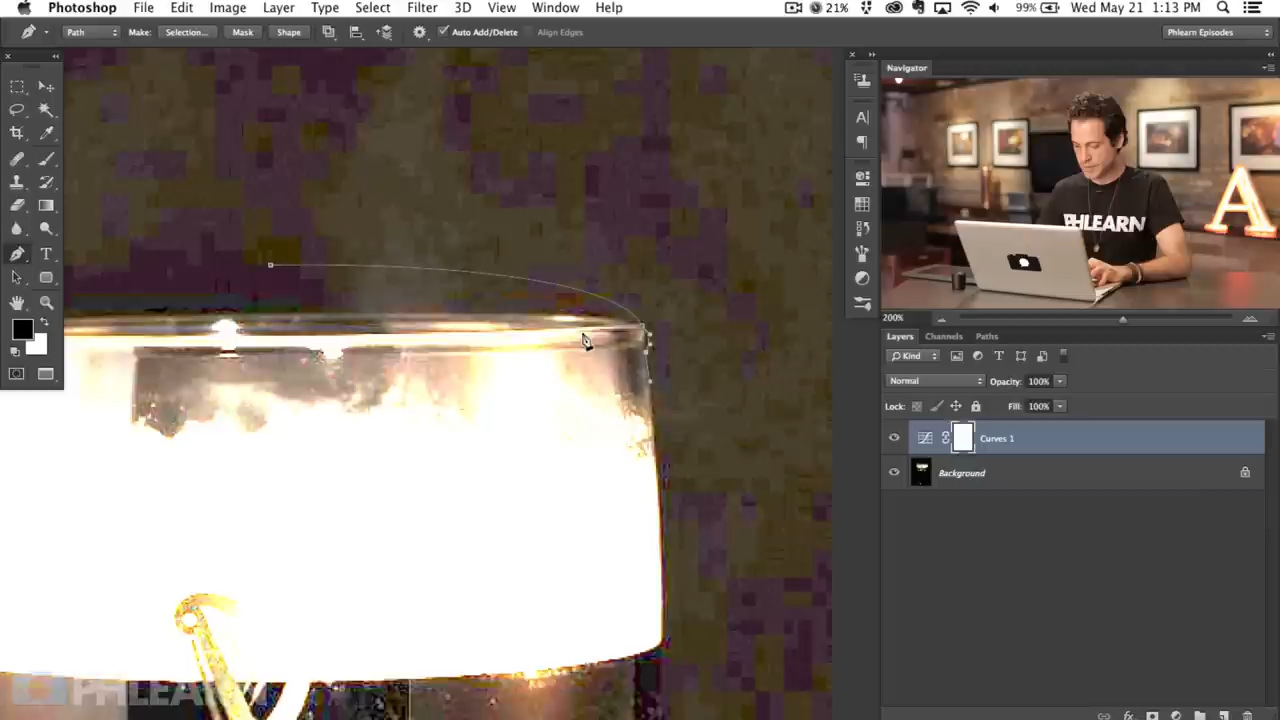 Photoshop File Edit Image Layer Type Select Filter 3D View Window Help 21% 99% Wed May 21 1:13 PM
Path Make: Selection... Mask Shape Auto Add/Delete Align Edges Phlearn Episodes
Navigator
PHLEARN
A
200%
Layers Channels Paths
Kind
Normal Opacity: 100%
Lock: Fill: 100%
Curves 1
Background
PHLEARN